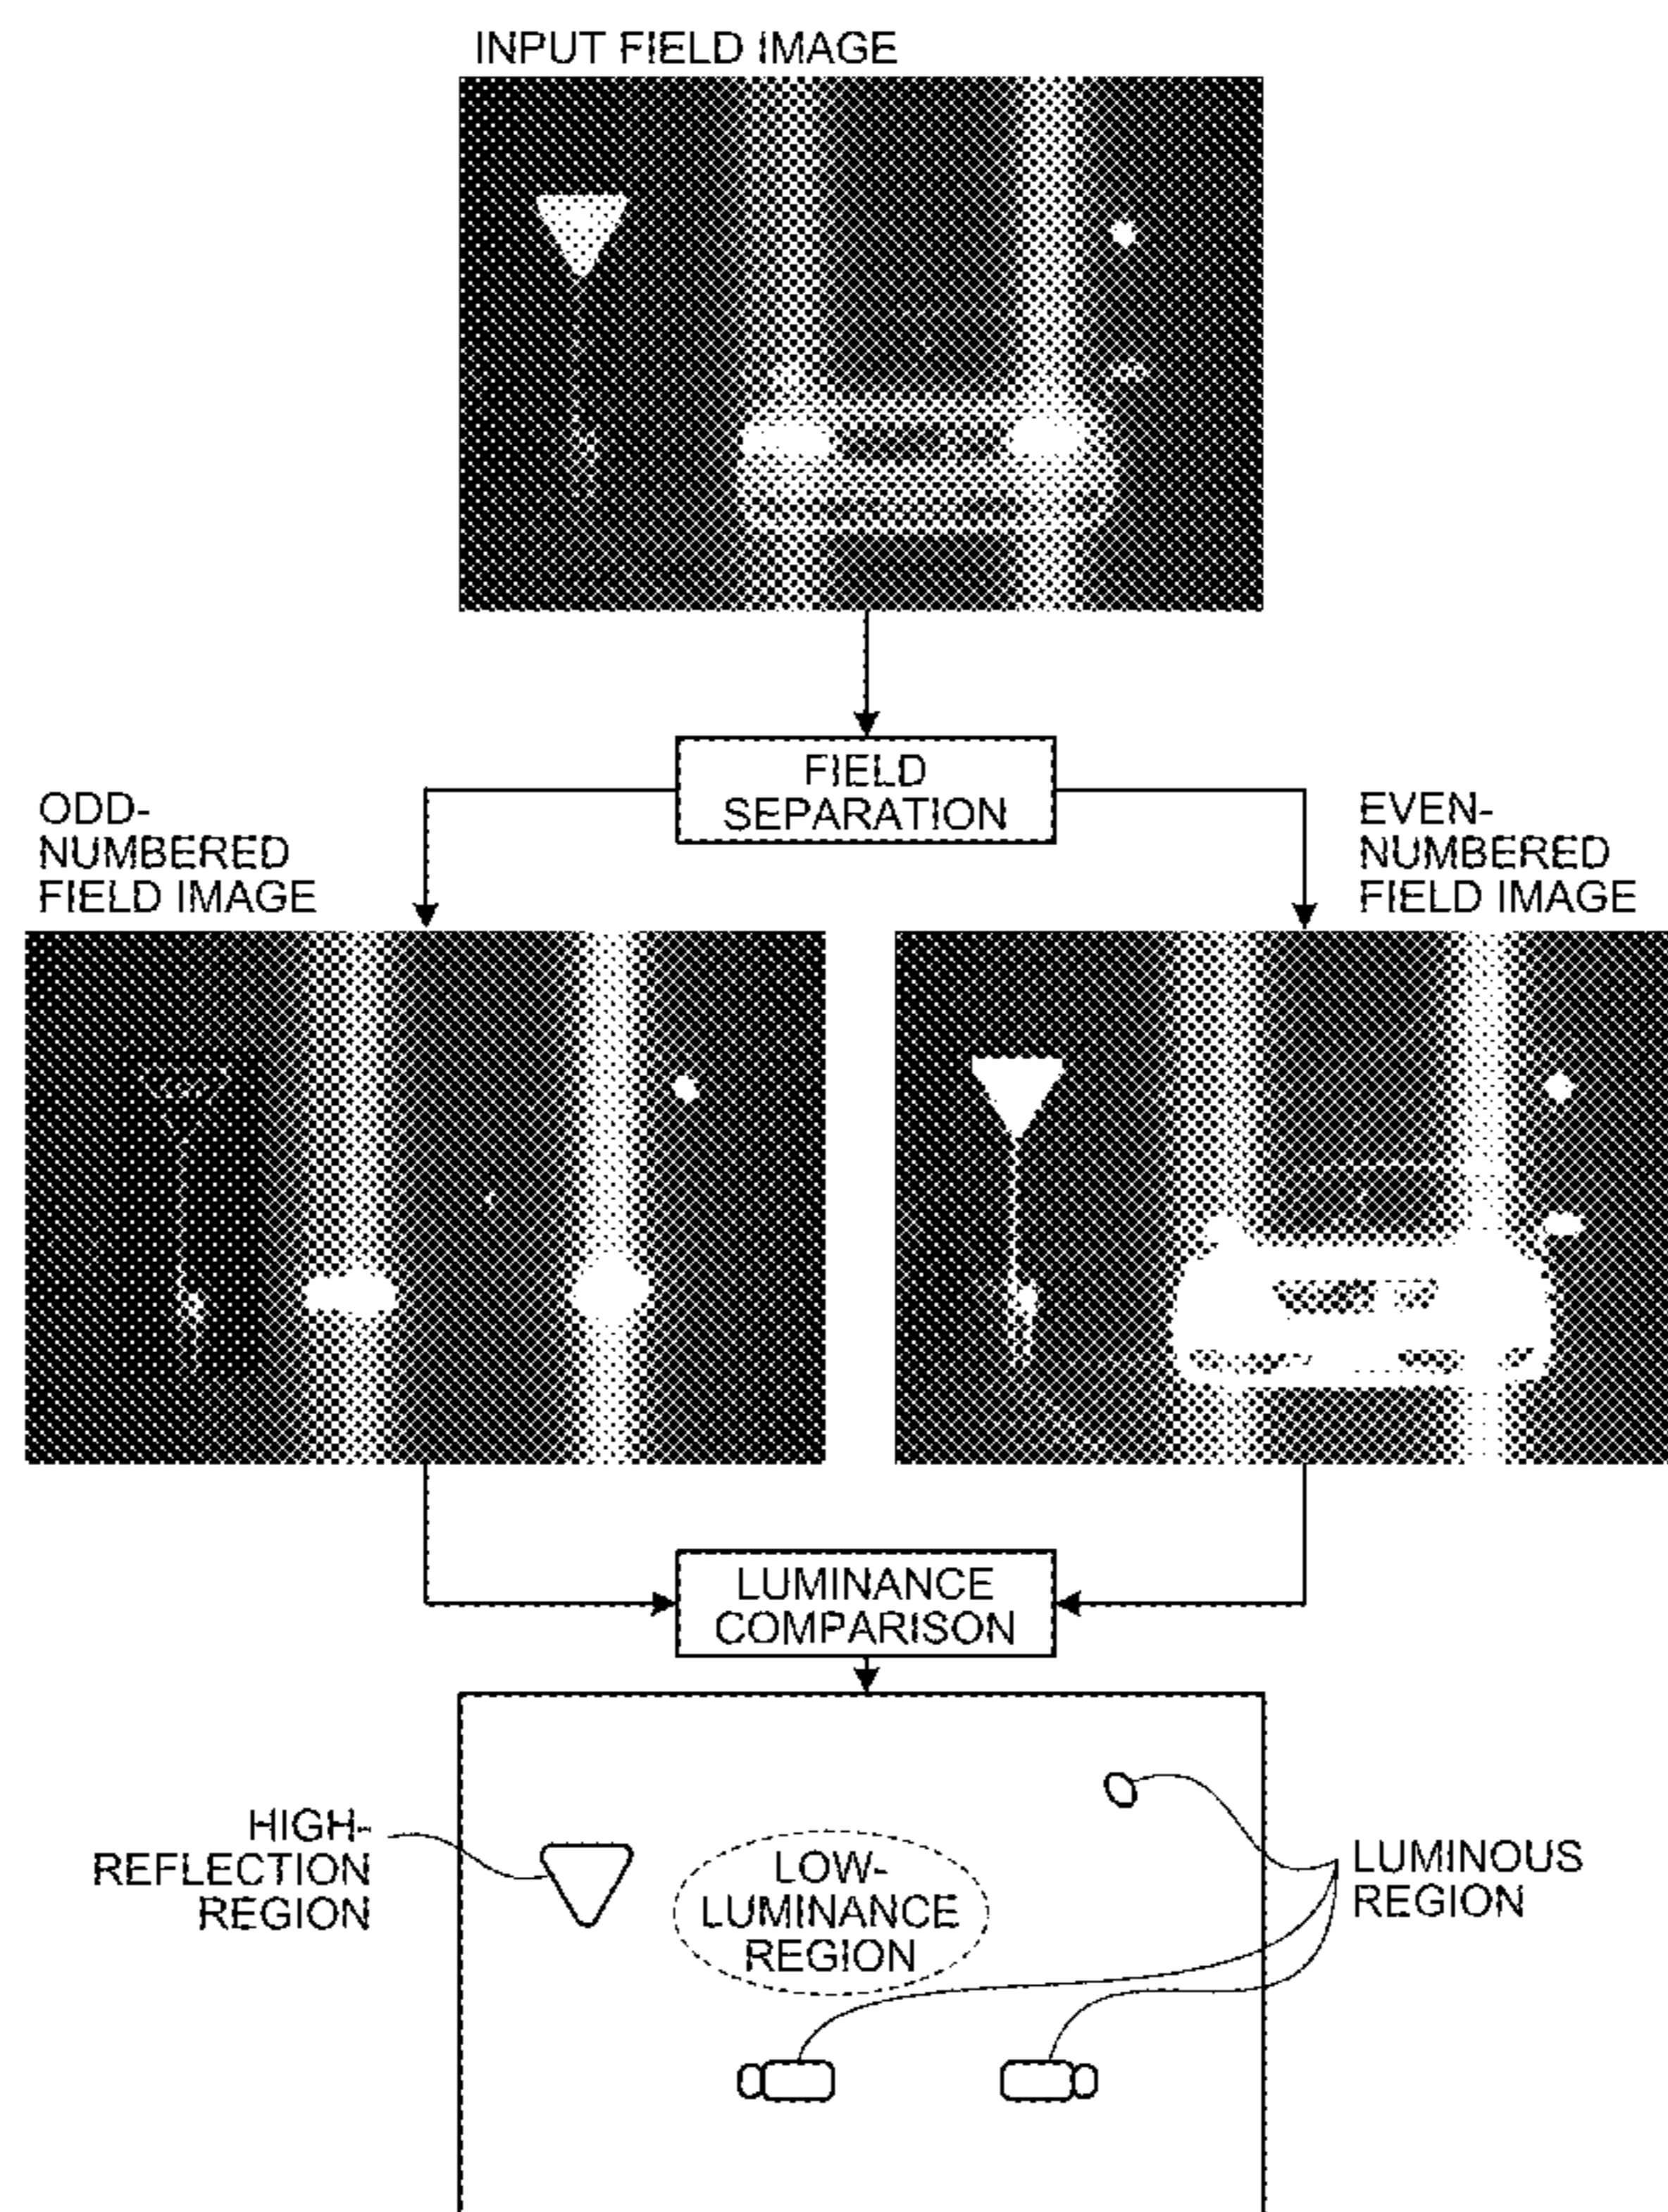 INPUT FIELD IMAGE
FIELD
SEPARATION
ODD-
NUMBERED
FIELD IMAGE
EVEN-
NUMBERED
FIELD IMAGE
LUMINANCE
COMPARISON
HIGH-
REFLECTION
REGION
LOW-
LUMINANCE
REGION
LUMINOUS
REGION